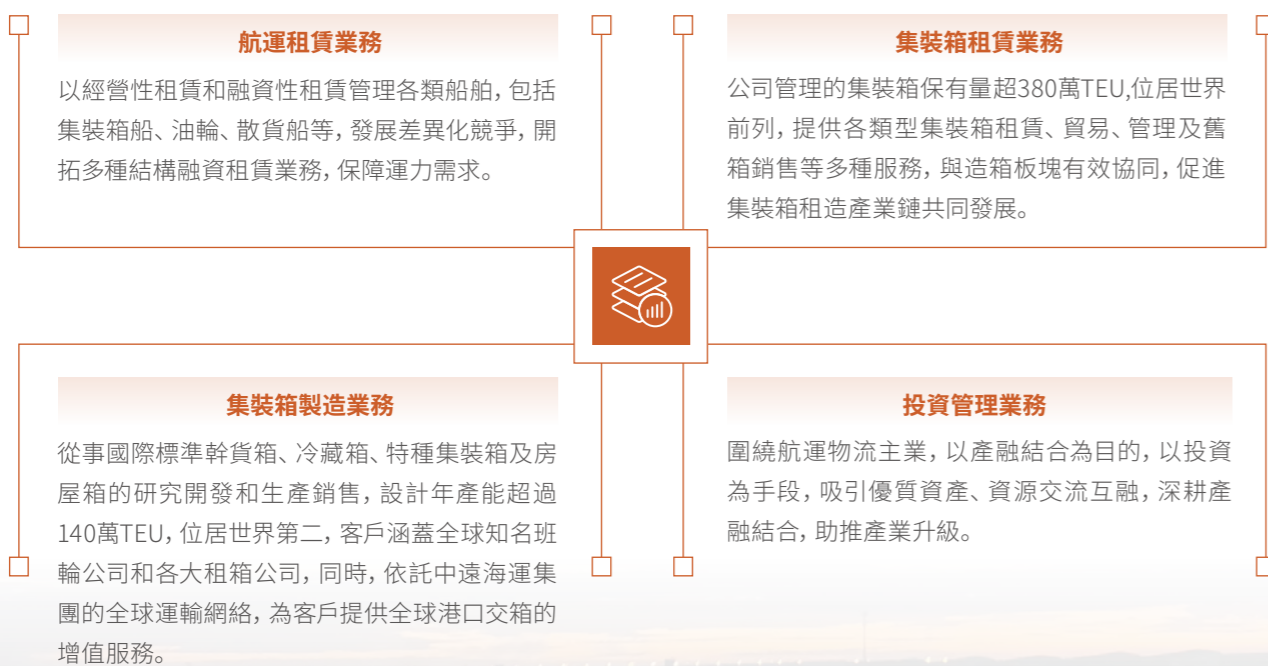 航運租賃業務
以經營性租賃和融資性租賃管理各類船舶，包括
集裝箱船、油輪、散貨船等，發展差異化競爭，開
拓多種結構融資租賃業務，保障運力需求。
集裝箱租賃業務
公司管理的集裝箱保有量超380萬TEU,位居世界
前列，提供各類型集裝箱租賃、貿易、管理及舊
箱銷售等多種服務，與造箱板塊有效協同，促進
集裝箱租造產業鏈共同發展。
集裝箱製造業務
從事國際標準幹貨箱、冷藏箱、特種集裝箱及房
屋箱的研究開發和生產銷售，設計年產能超過
140萬TEU，位居世界第二，客戶涵蓋全球知名班
輪公司和各大租箱公司，同時，依託中遠海運集
團的全球運輸網絡，為客戶提供全球港口交箱的
增值服務。
投資管理業務
圍繞航運物流主業，以產融結合為目的，以投資
為手段，吸引優質資產、資源交流互融，深耕產
融結合，助推產業升級。